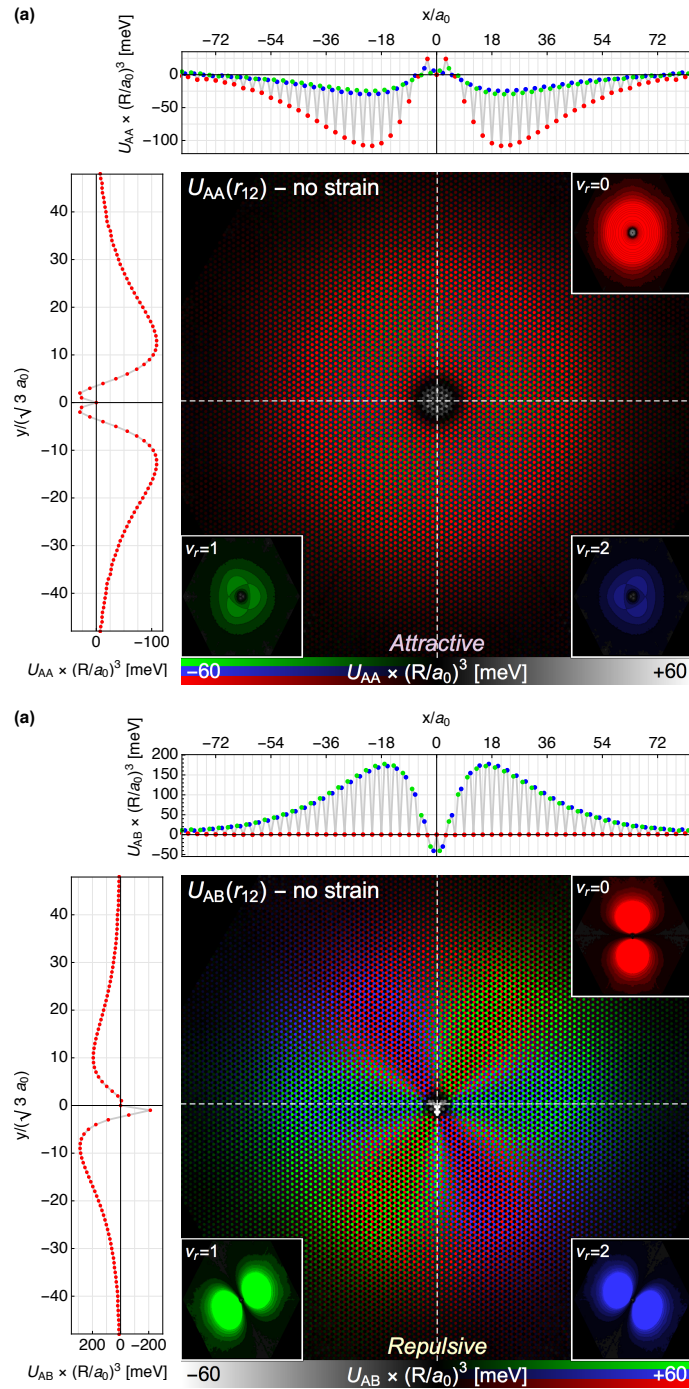 (a)
x/a₀
−72 −54 −36 −18 0 18 36 54 72
U_AA × (R/a₀)³ [meV]
0
−50
−100
U_AA(r₁₂) – no strain
v_r=0
y/(√3 a₀)
40
30
20
10
0
−10
−20
−30
−40
0 −100
U_AA × (R/a₀)³ [meV]
v_r=1
v_r=2
Attractive
−60 U_AA × (R/a₀)³ [meV] +60
(a)
x/a₀
−72 −54 −36 −18 0 18 36 54 72
U_AB × (R/a₀)³ [meV]
200
150
100
50
0
−50
U_AB(r₁₂) – no strain
v_r=0
y/(√3 a₀)
40
30
20
10
0
−10
−20
−30
−40
200 0 −200
U_AB × (R/a₀)³ [meV]
v_r=1
v_r=2
Repulsive
−60 U_AB × (R/a₀)³ [meV] +60